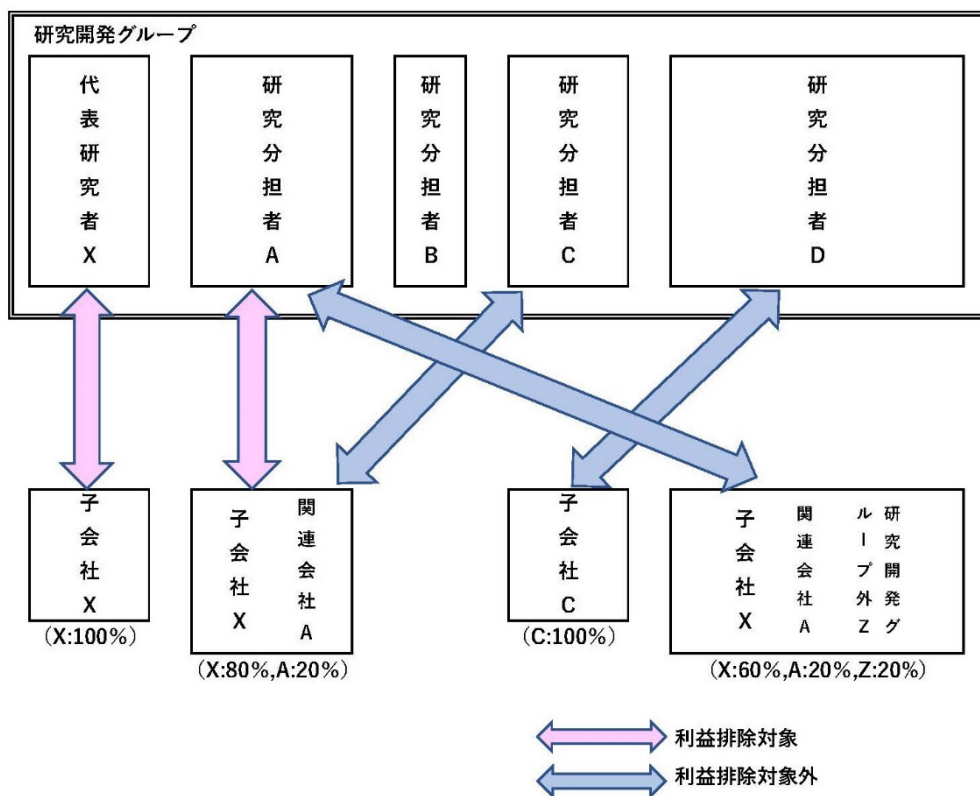 研究開発グループ
代表研究者X
研究分担者A
研究分担者B
研究分担者C
研究分担者D
子会社X
(X:100%)
子会社X
関連会社A
(X:80%,A:20%)
子会社C
(C:100%)
子会社X
関連会社A
研究開発グループ外Z
(X:60%,A:20%,Z:20%)
利益排除対象
利益排除対象外